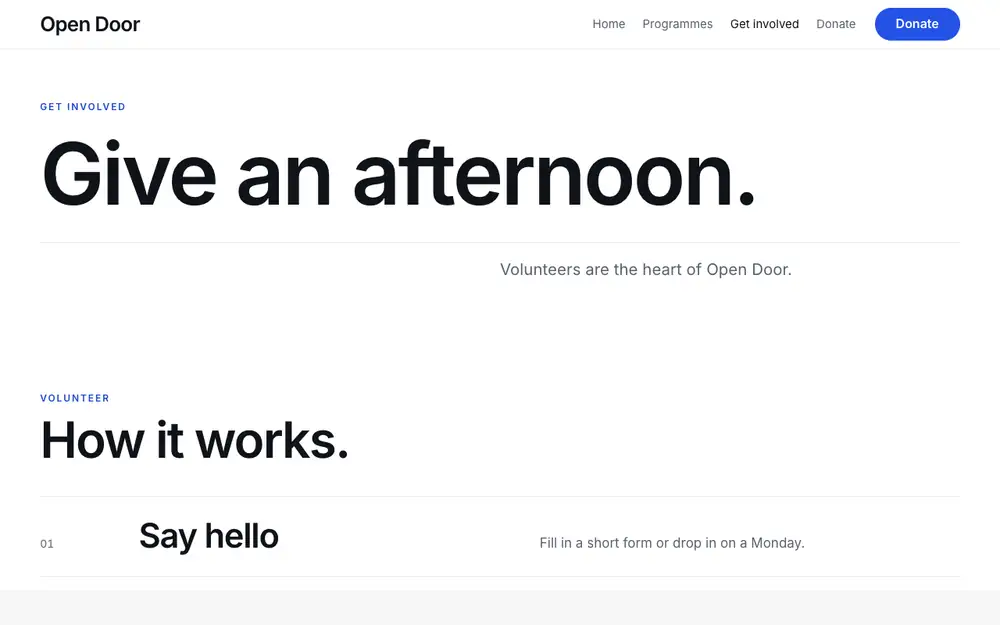 Open Door
Home Programmes Get involved Donate Donate
GET INVOLVED
Give an afternoon.
Volunteers are the heart of Open Door.
VOLUNTEER
How it works.
01 Say hello Fill in a short form or drop in on a Monday.